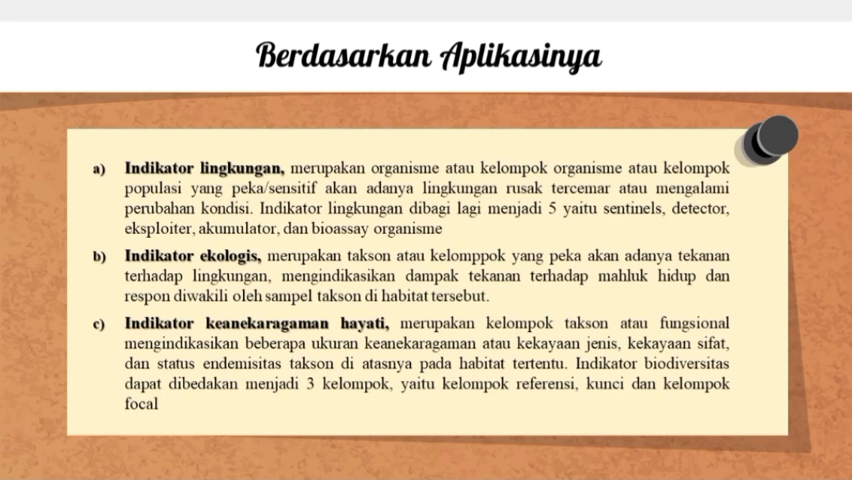 Berdasarkan Aplikasinya
a) Indikator lingkungan, merupakan organisme atau kelompok organisme atau kelompok
populasi yang peka/sensitif akan adanya lingkungan rusak tercemar atau mengalami
perubahan kondisi. Indikator lingkungan dibagi lagi menjadi 5 yaitu sentinels, detector,
eksploiter, akumulator, dan bioassay organisme
b) Indikator ekologis, merupakan takson atau kelomppok yang peka akan adanya tekanan
terhadap lingkungan, mengindikasikan dampak tekanan terhadap mahluk hidup dan
respon diwakili oleh sampel takson di habitat tersebut.
c) Indikator keanekaragaman hayati, merupakan kelompok takson atau fungsional
mengindikasikan beberapa ukuran keanekaragaman atau kekayaan jenis, kekayaan sifat,
dan status endemisitas takson di atasnya pada habitat tertentu. Indikator biodiversitas
dapat dibedakan menjadi 3 kelompok, yaitu kelompok referensi, kunci dan kelompok
focal